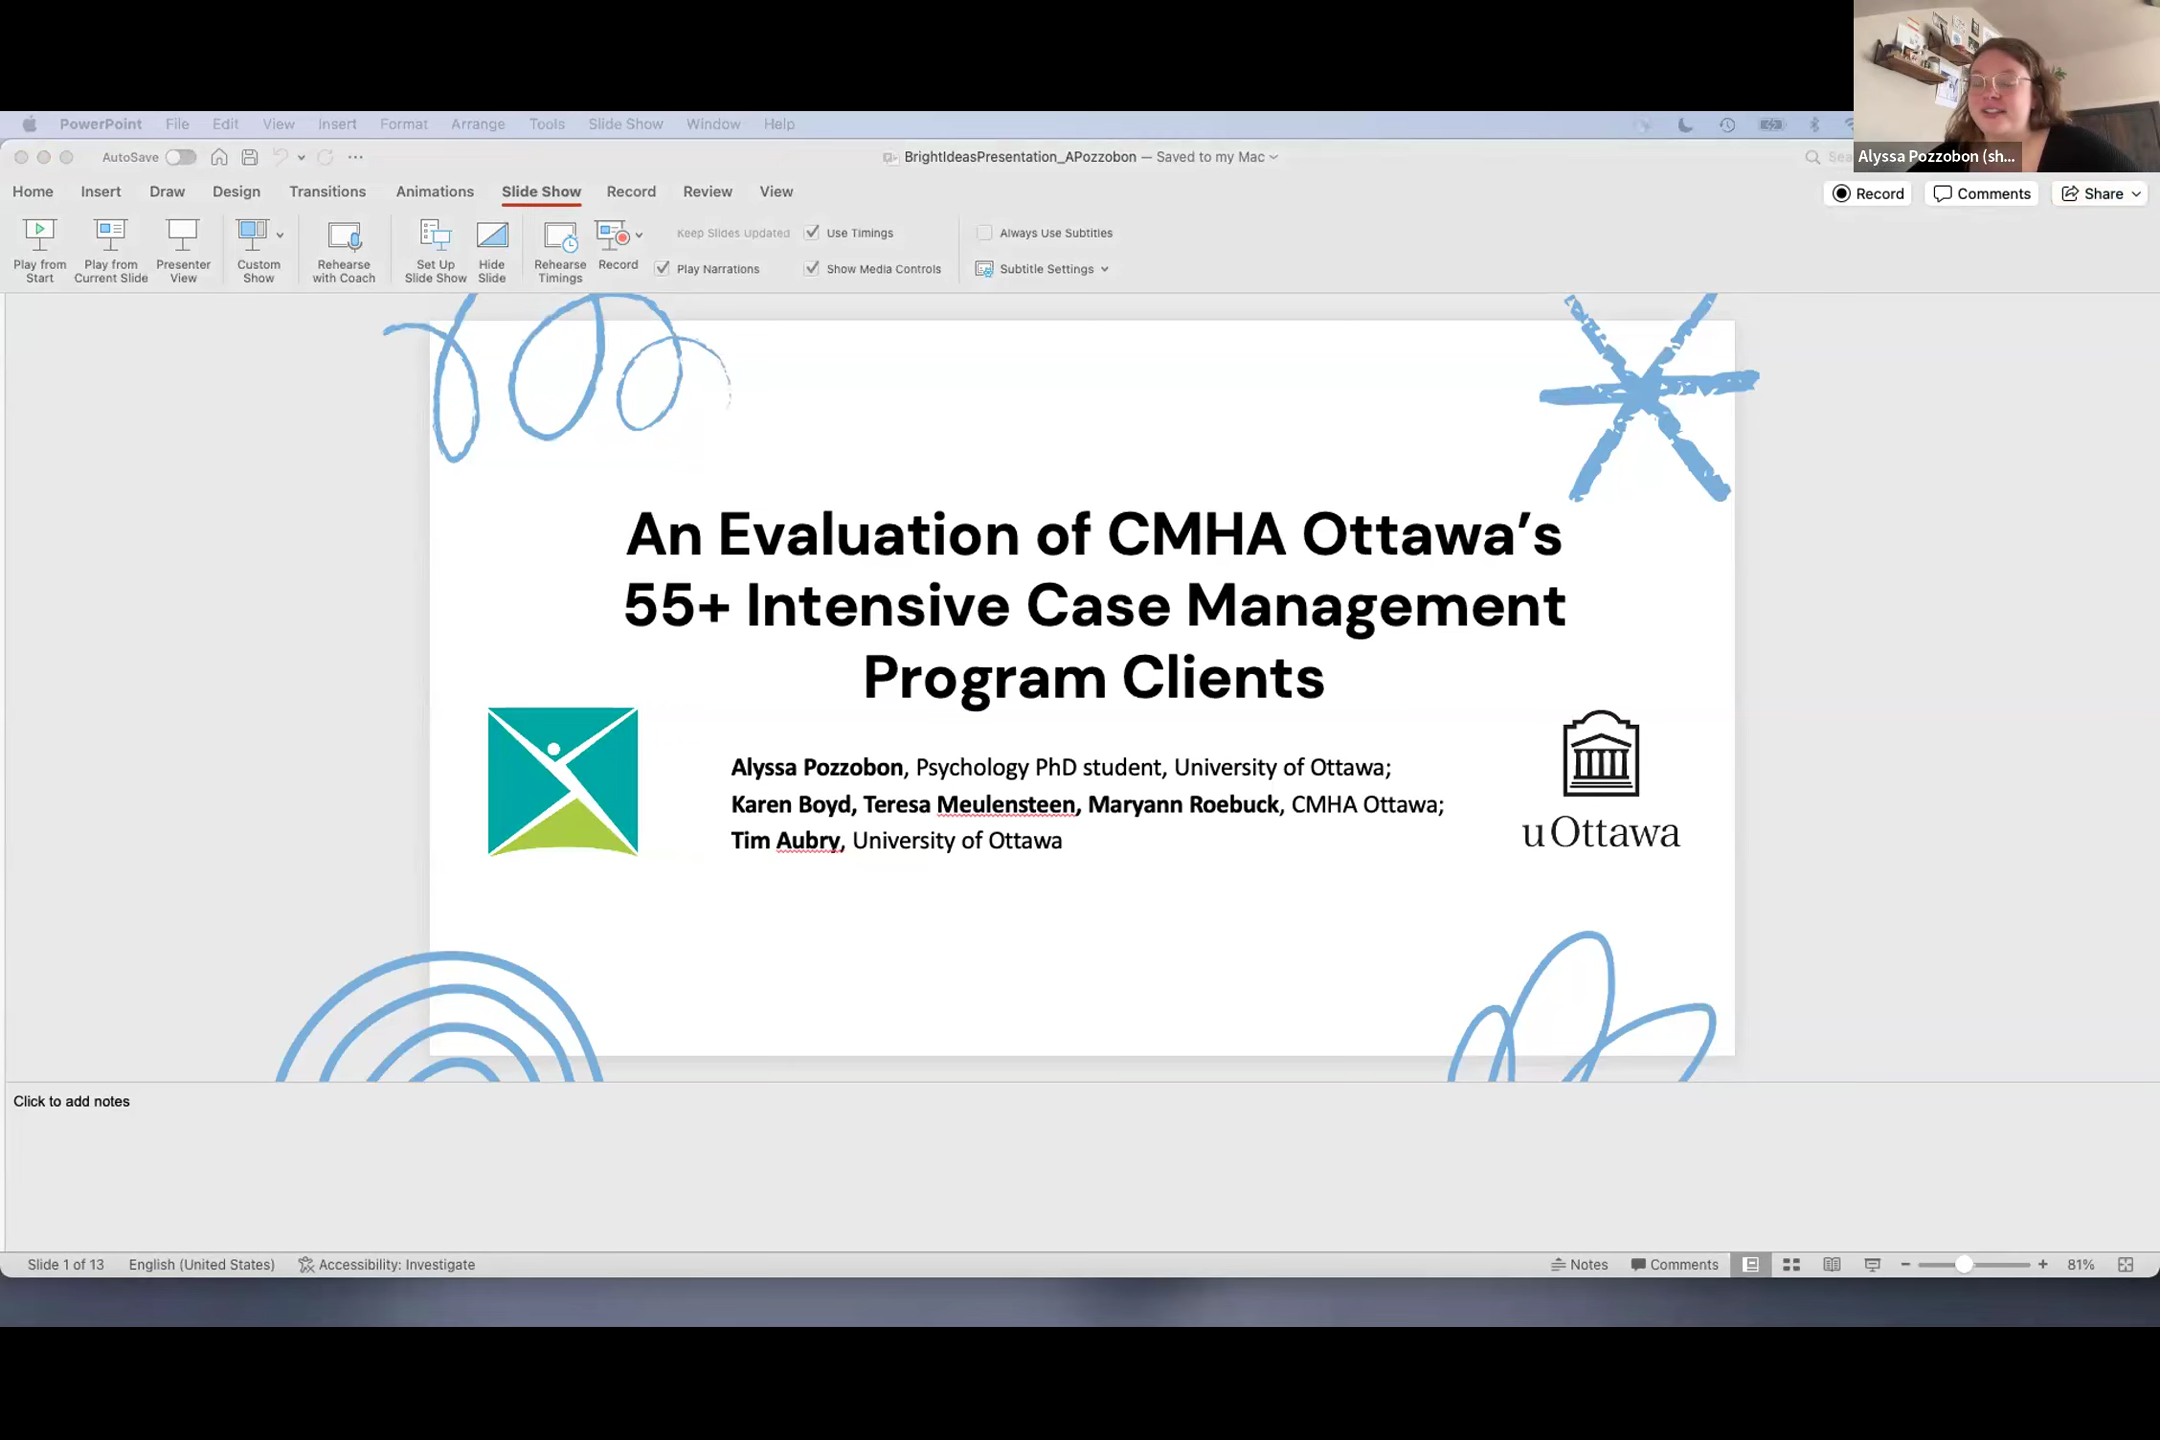 PowerPoint File Edit View Insert Format Arrange Tools Slide Show Window Help
AutoSave
BrightIdeasPresentation_APozzobon — Saved to my Mac
Alyssa Pozzobon (sh...
Home Insert Draw Design Transitions Animations Slide Show Record Review View
Record Comments Share
Play from Start
Play from Current Slide
Presenter View
Custom Show
Rehearse with Coach
Set Up Slide Show
Hide Slide
Rehearse Timings
Record
Keep Slides Updated
Use Timings
Always Use Subtitles
Play Narrations
Show Media Controls
Subtitle Settings
An Evaluation of CMHA Ottawa’s
55+ Intensive Case Management
Program Clients
Alyssa Pozzobon, Psychology PhD student, University of Ottawa;
Karen Boyd, Teresa Meulensteen, Maryann Roebuck, CMHA Ottawa;
Tim Aubry, University of Ottawa
uOttawa
Click to add notes
Slide 1 of 13 English (United States) Accessibility: Investigate
Notes Comments 81%